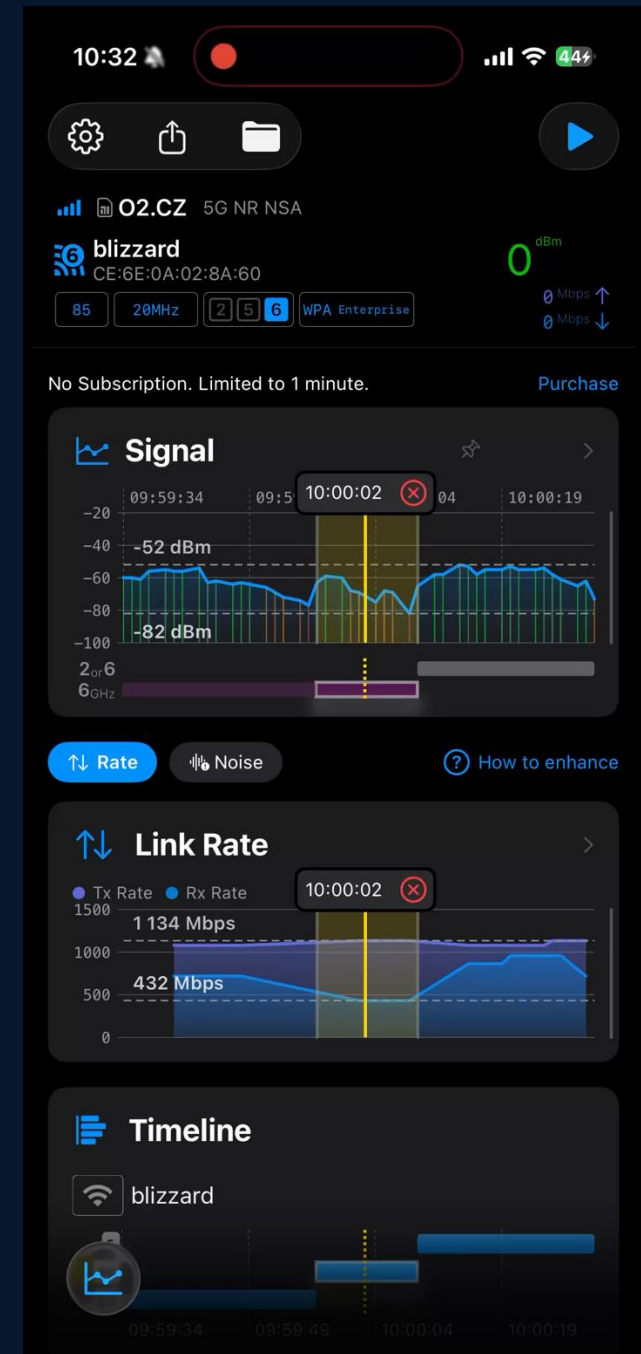 10:32
44
O2.CZ 5G NR NSA
6 blizzard
CE:6E:0A:02:8A:60
0 dBm
0 Mbps ↑
0 Mbps ↓
85 20MHz 2 5 6 WPA Enterprise
No Subscription. Limited to 1 minute. Purchase
Signal
09:59:34 09:5 10:00:02 04 10:00:19
-20
-40 -52 dBm
-60
-80
-82 dBm
-100
2or6
6GHz
↑↓ Rate Noise ? How to enhance
↑↓ Link Rate
Tx Rate Rx Rate 10:00:02
1500
1 134 Mbps
1000
500 432 Mbps
0
Timeline
blizzard
09:59:34 09:59:49 10:00:04 10:00:19